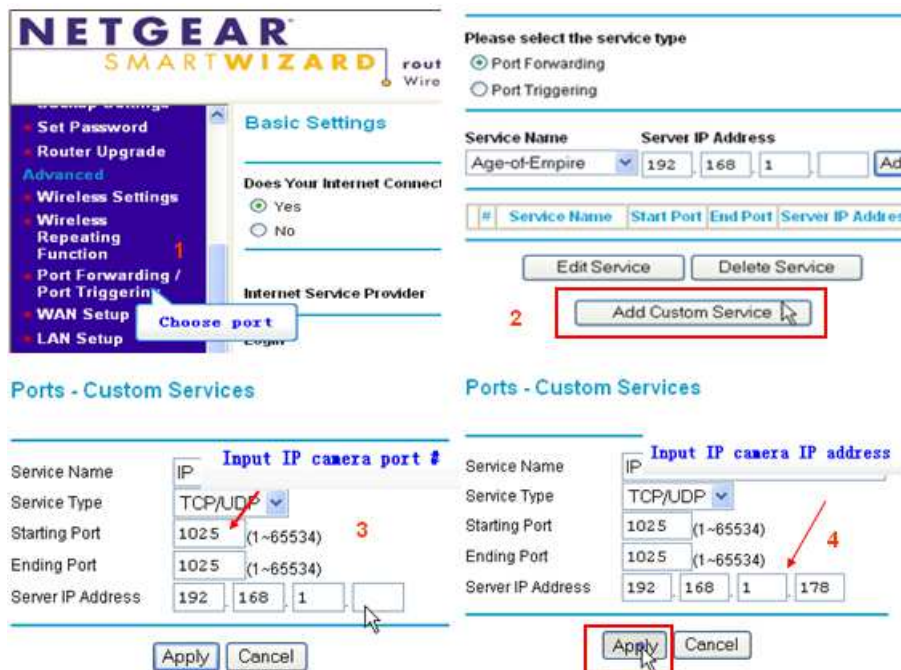 NETGEAR
SMARTWIZARD
rout
Wire
Backup Settings
Set Password
Router Upgrade
Advanced
Wireless Settings
Wireless
Repeating
Function
1
Port Forwarding /
Port Triggering
WAN Setup
LAN Setup
Choose port
Basic Settings
Does Your Internet Connect
Yes
No
Internet Service Provider
Login
Please select the service type
Port Forwarding
Port Triggering
Service Name Server IP Address
Age-of-Empire 192 . 168 . 1 . Ad
# Service Name Start Port End Port Server IP Addres
Edit Service Delete Service
2 Add Custom Service
Ports - Custom Services
Input IP camera port #
Service Name IP
Service Type TCP/UDP
Starting Port 1025 (1~65534) 3
Ending Port 1025 (1~65534)
Server IP Address 192 . 168 . 1 .
Apply Cancel
Ports - Custom Services
Input IP camera IP address
Service Name IP
Service Type TCP/UDP
Starting Port 1025 (1~65534)
4
Ending Port 1025 (1~65534)
Server IP Address 192 . 168 . 1 . 178
Apply Cancel